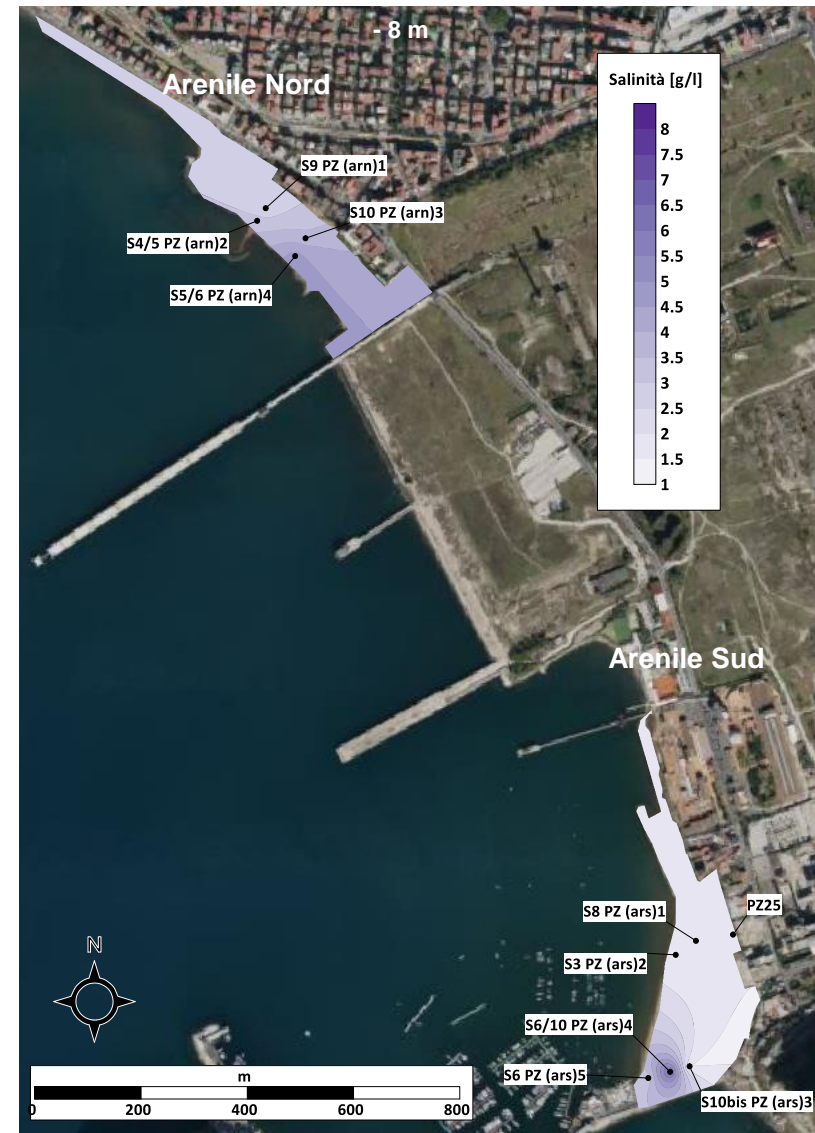 - 8 m
Arenile Nord
Salinità [g/l]
8
7.5
7
6.5
6
5.5
5
4.5
4
3.5
3
2.5
2
1.5
1
S9 PZ (arn)1
S10 PZ (arn)3
S4/5 PZ (arn)2
S5/6 PZ (arn)4
Arenile Sud
PZ25
S8 PZ (ars)1
S3 PZ (ars)2
S6/10 PZ (ars)4
S6 PZ (ars)5
S10bis PZ (ars)3
N
m
0 200 400 600 800